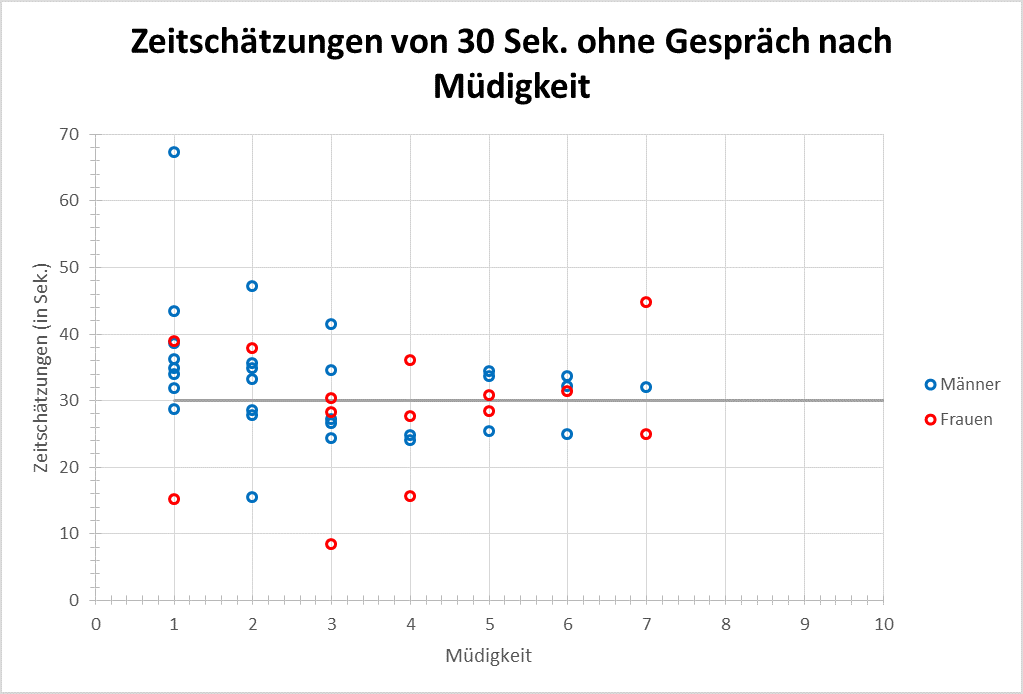 Zeitschätzungen von 30 Sek. ohne Gespräch nach
Müdigkeit
70
60
50
40
30
20
10
0
Zeitschätzungen (in Sek.)
0 1 2 3 4 5 6 7 8 9 10
Müdigkeit
Männer
Frauen